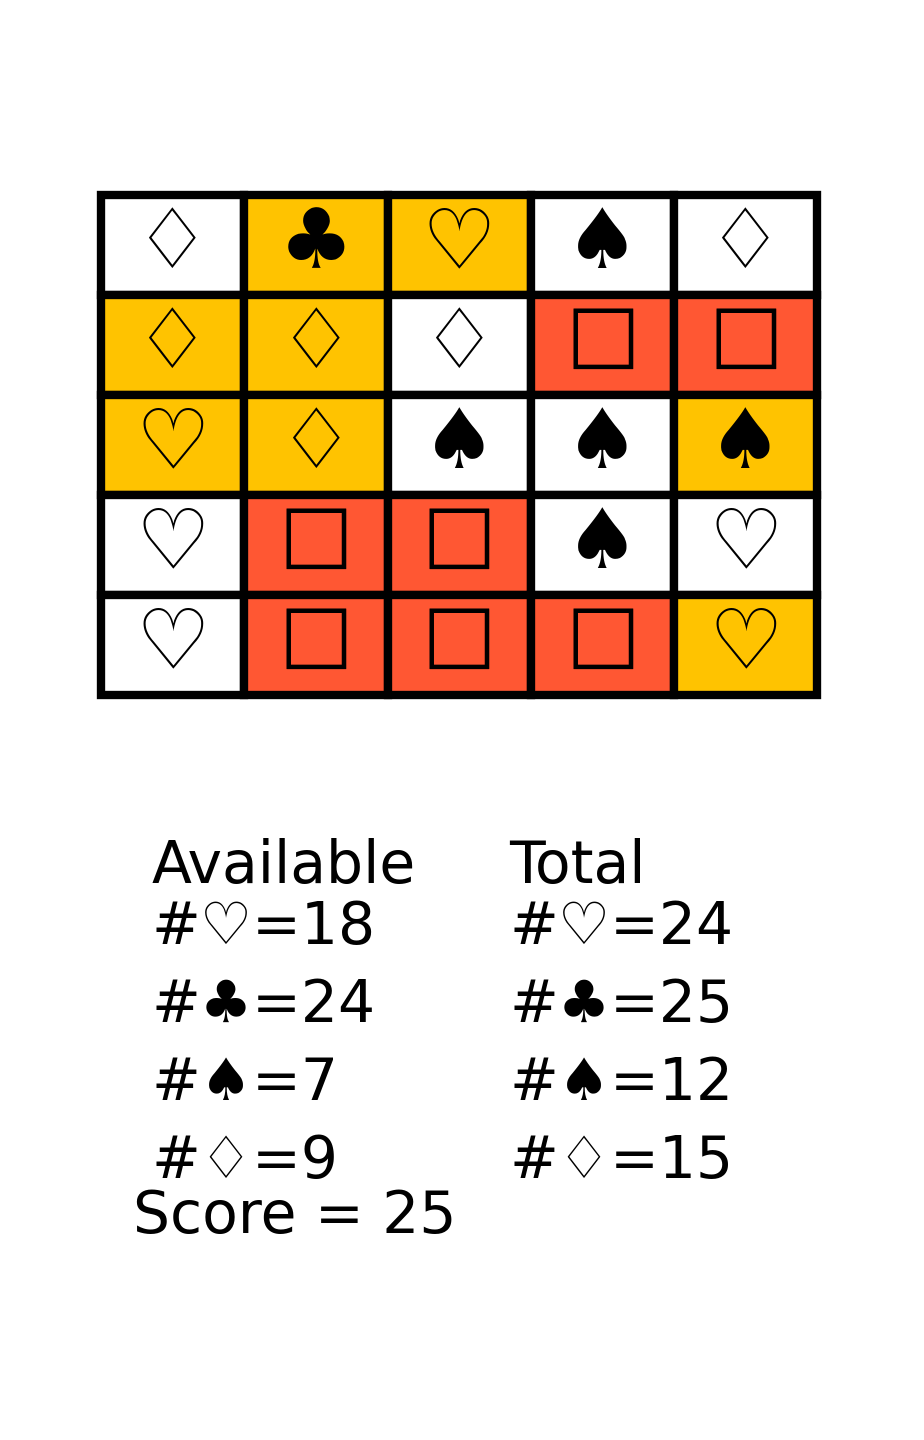 ♢ ♣ ♡ ♠ ♢
♢ ♢ ♢ □ □
♡ ♢ ♠ ♠ ♠
♡ □ □ ♠ ♡
♡ □ □ □ ♡
Available Total
#♡=18 #♡=24
#♣=24 #♣=25
#♠=7 #♠=12
#♢=9 #♢=15
Score = 25